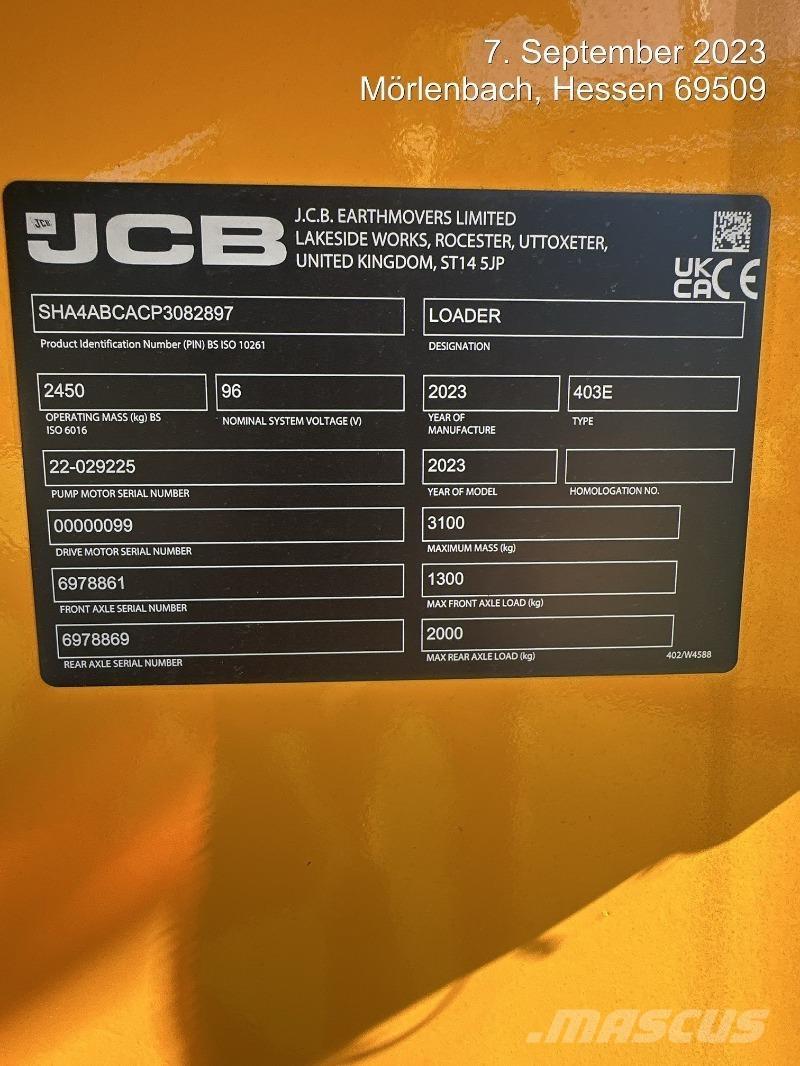 7. September 2023
Mörlenbach, Hessen 69509
JCB
JCB
J.C.B. EARTHMOVERS LIMITED
LAKESIDE WORKS, ROCESTER, UTTOXETER,
UNITED KINGDOM, ST14 5JP
UK
CA
CE
SHA4ABCACP3082897
Product Identification Number (PIN) BS ISO 10261
LOADER
DESIGNATION
2450
OPERATING MASS (kg) BS
ISO 6016
96
NOMINAL SYSTEM VOLTAGE (V)
2023
YEAR OF
MANUFACTURE
403E
TYPE
22-029225
PUMP MOTOR SERIAL NUMBER
2023
YEAR OF MODEL
HOMOLOGATION NO.
00000099
DRIVE MOTOR SERIAL NUMBER
3100
MAXIMUM MASS (kg)
6978861
FRONT AXLE SERIAL NUMBER
1300
MAX FRONT AXLE LOAD (kg)
6978869
REAR AXLE SERIAL NUMBER
2000
MAX REAR AXLE LOAD (kg)
402/W4588
MASCUS